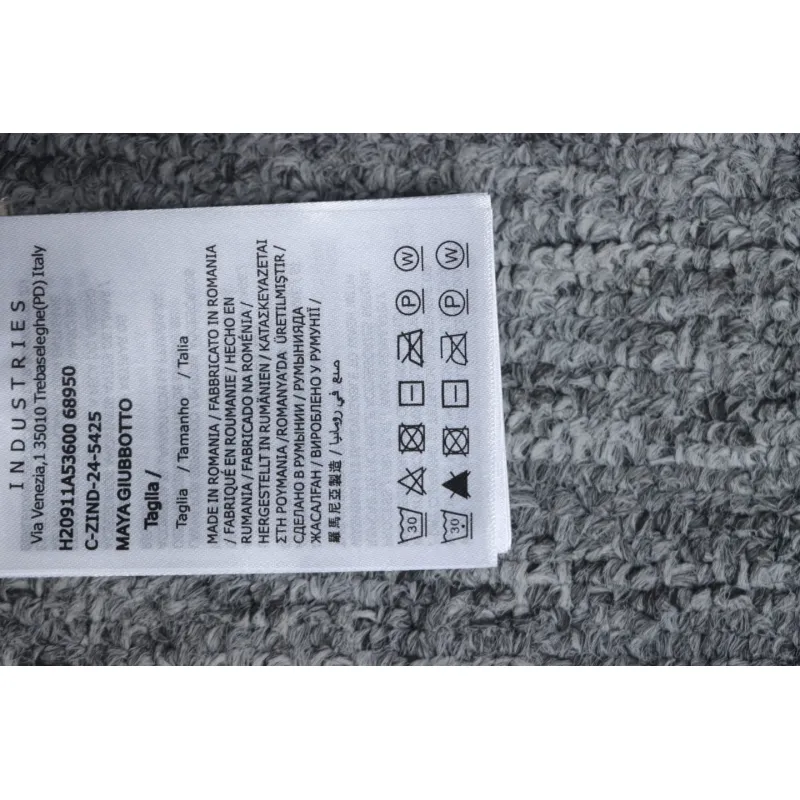 INDUSTRIES
Via Venezia,1 35010 Trebaseleghe(PD) Italy
H20911A53600 68950
C-ZIND-24-5425
MAYA GIUBBOTTO
Taglia /
Taglia / Tamanho / Talia
MADE IN ROMANIA / FABBRICATO IN ROMANIA
/ FABRIQUE EN ROUMANIE / HECHO EN
RUMANIA / FABRICADO NA ROMÉNIA /
HERGESTELLT IN RUMÄNIEN / ΚΑΤΑΣΚΕΥΑΖΕΤΑΙ
ΣΤΗ ΡΟΥΜΑΝΙΑ /ROMANYA'DA ÜRETILMIŞTIR /
СДЕЛАНО В РУМЫНИИ / РУМЫНИЯДА
ЖАСАЛҒАН / ВИРОБЛЕНО У РУМУНІЇ /
羅馬尼亞製造 / صنع في رومانيا
30 P W
30 P W